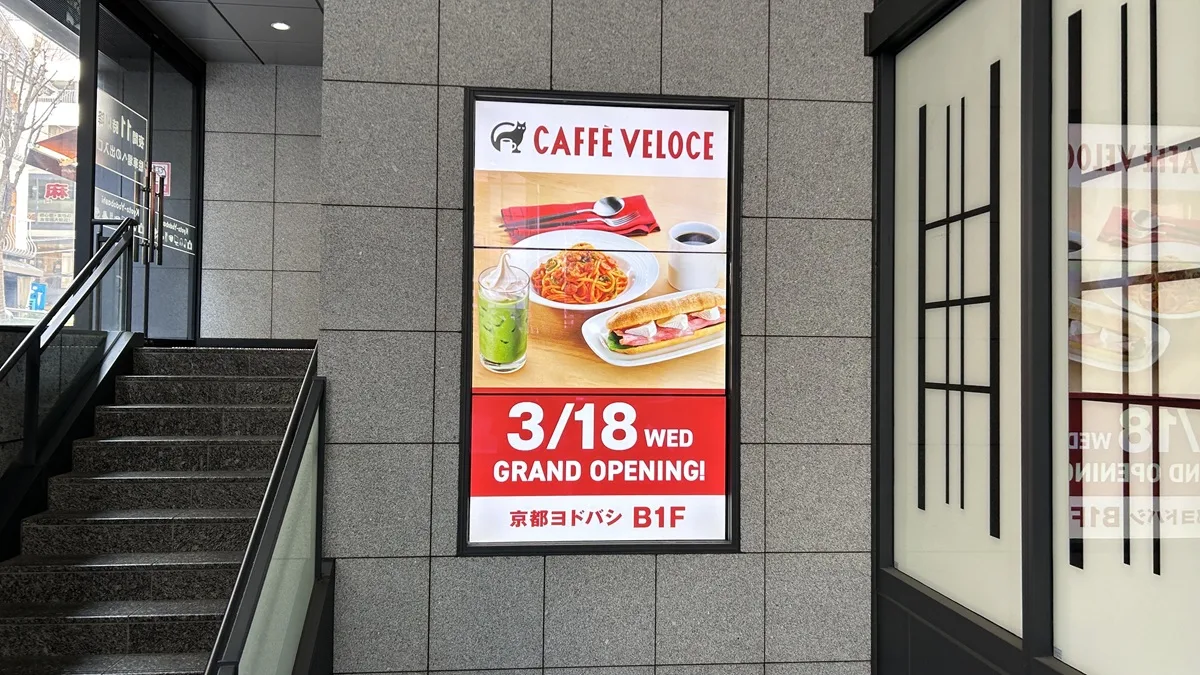 CAFFÈ VELOCE
3/18 WED
GRAND OPENING!
京都ヨドバシ B1F